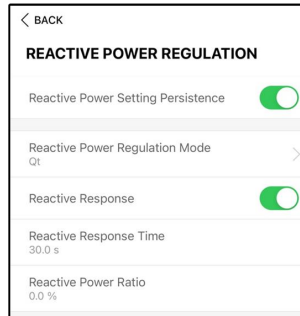 BACK
REACTIVE POWER REGULATION
Reactive Power Setting Persistence
Reactive Power Regulation Mode
Qt
Reactive Response
Reactive Response Time
30.0 s
Reactive Power Ratio
0.0 %